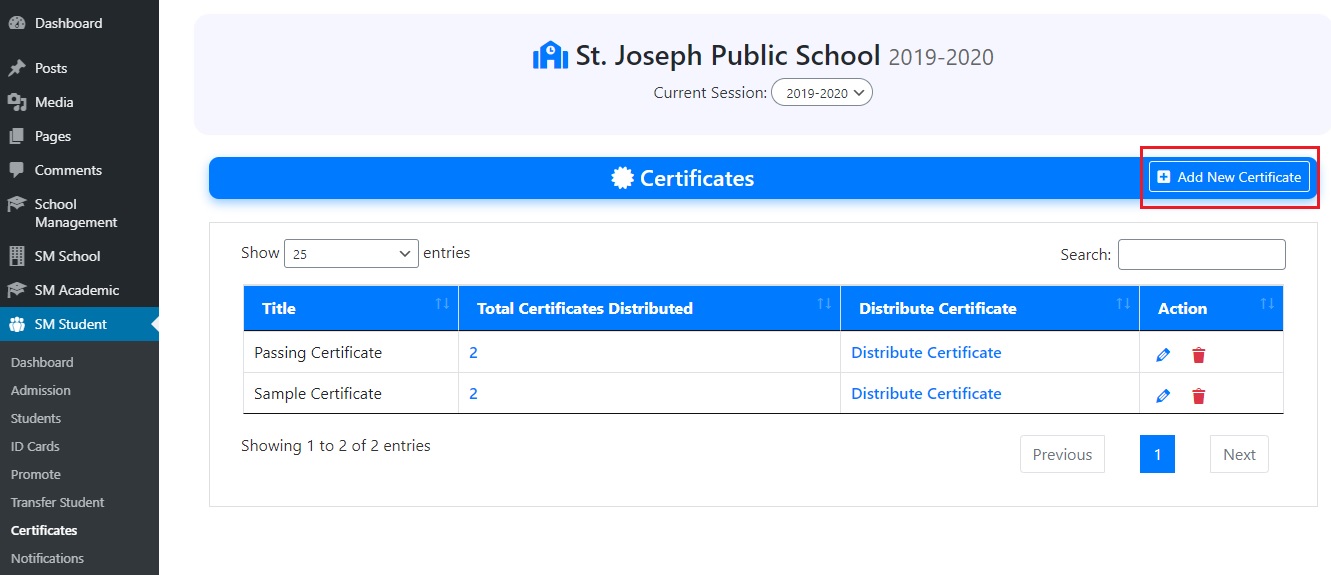 Dashboard
Posts
Media
Pages
Comments
School
Management
SM School
SM Academic
SM Student
Dashboard
Admission
Students
ID Cards
Promote
Transfer Student
Certificates
Notifications
St. Joseph Public School 2019-2020
Current Session: 2019-2020
Certificates
Add New Certificate
Show 25 entries
Search:
Title Total Certificates Distributed Distribute Certificate Action
Passing Certificate 2 Distribute Certificate
Sample Certificate 2 Distribute Certificate
Showing 1 to 2 of 2 entries
Previous 1 Next